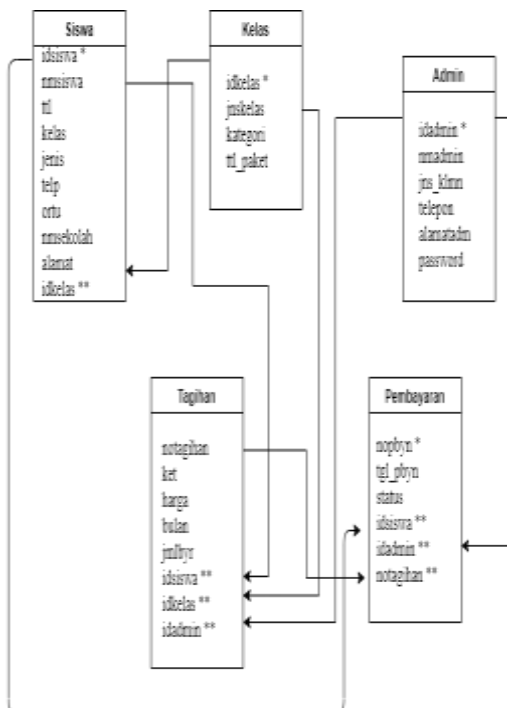 Siswa
idsiswa *
nmsiswa
ttl
kelas
jenis
telp
ortu
nmsekolah
alamat
idkelas **
Kelas
idkelas *
jnskelas
kategori
ttl_paket
Admin
idadmin *
nmadmin
jns_klmn
telepon
alamatadm
password
Tagihan
notagihan
ket
harga
bulan
jmlbyr
idsiswa **
idkelas **
idadmin **
Pembayaran
nopbyn *
tgl_pbyn
status
idsiswa **
idadmin **
notagihan **